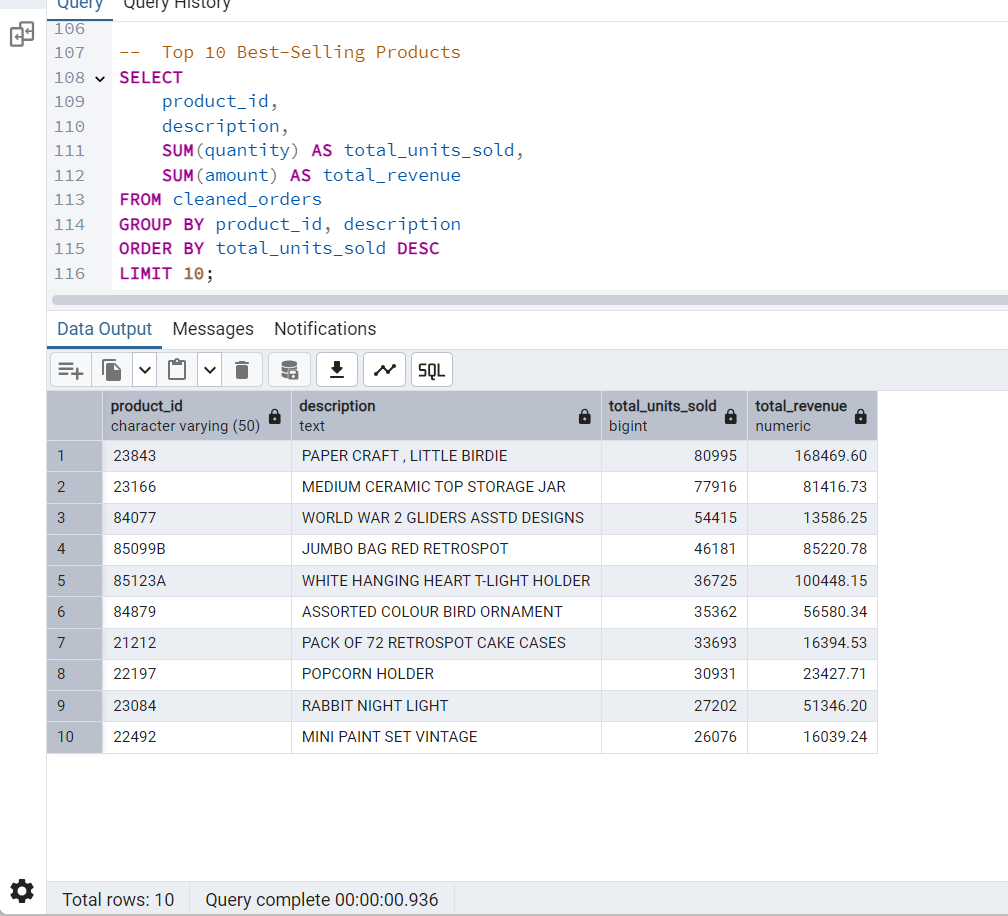 Query Query History
106
107 -- Top 10 Best-Selling Products
108 SELECT
109 product_id,
110 description,
111 SUM(quantity) AS total_units_sold,
112 SUM(amount) AS total_revenue
113 FROM cleaned_orders
114 GROUP BY product_id, description
115 ORDER BY total_units_sold DESC
116 LIMIT 10;
Data Output Messages Notifications
SQL
product_id description total_units_sold total_revenue
character varying (50) text bigint numeric
1 23843 PAPER CRAFT , LITTLE BIRDIE 80995 168469.60
2 23166 MEDIUM CERAMIC TOP STORAGE JAR 77916 81416.73
3 84077 WORLD WAR 2 GLIDERS ASSTD DESIGNS 54415 13586.25
4 85099B JUMBO BAG RED RETROSPOT 46181 85220.78
5 85123A WHITE HANGING HEART T-LIGHT HOLDER 36725 100448.15
6 84879 ASSORTED COLOUR BIRD ORNAMENT 35362 56580.34
7 21212 PACK OF 72 RETROSPOT CAKE CASES 33693 16394.53
8 22197 POPCORN HOLDER 30931 23427.71
9 23084 RABBIT NIGHT LIGHT 27202 51346.20
10 22492 MINI PAINT SET VINTAGE 26076 16039.24
Total rows: 10 Query complete 00:00:00.936